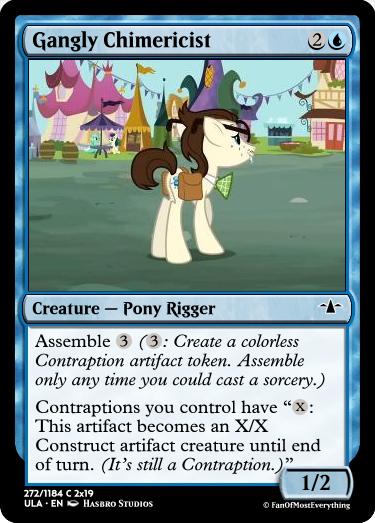 Gangly Chimericist 2
Creature — Pony Rigger
Assemble 3 (3: Create a colorless
Contraption artifact token. Assemble
only any time you could cast a sorcery.)
Contraptions you control have “X:
This artifact becomes an X/X
Construct artifact creature until end
of turn. (It's still a Contraption.)”
1/2
272/1184 C 2x19
ULA • EN Hasbro Studios
© FanOfMostEverything